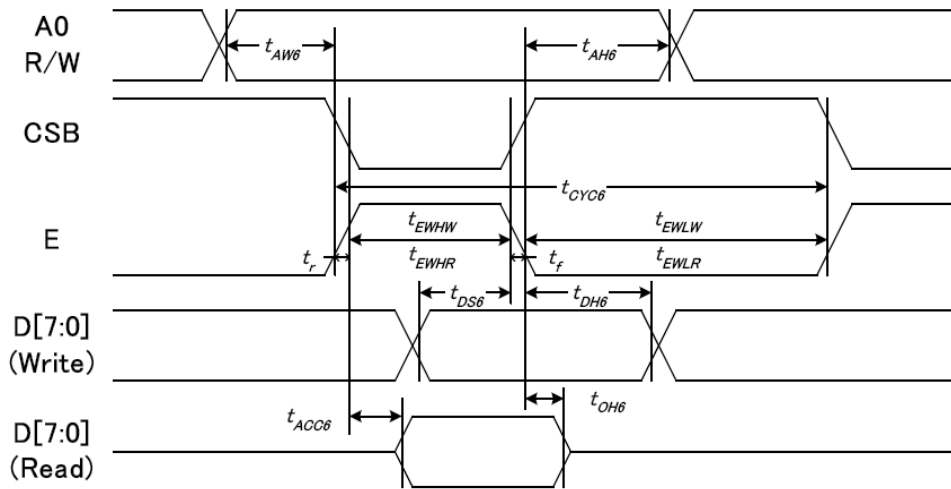 A0
R/W
t_AW6
t_AH6
CSB
t_CYC6
E
t_EWHW
t_EWLW
t_r
t_EWHR
t_f
t_EWLR
t_DS6
t_DH6
D[7:0]
(Write)
t_ACC6
t_OH6
D[7:0]
(Read)